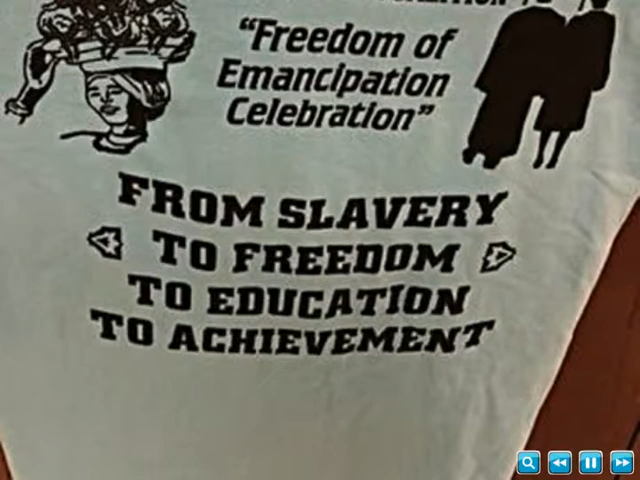 “Freedom of
Emancipation
Celebration”
FROM SLAVERY
TO FREEDOM
TO EDUCATION
TO ACHIEVEMENT